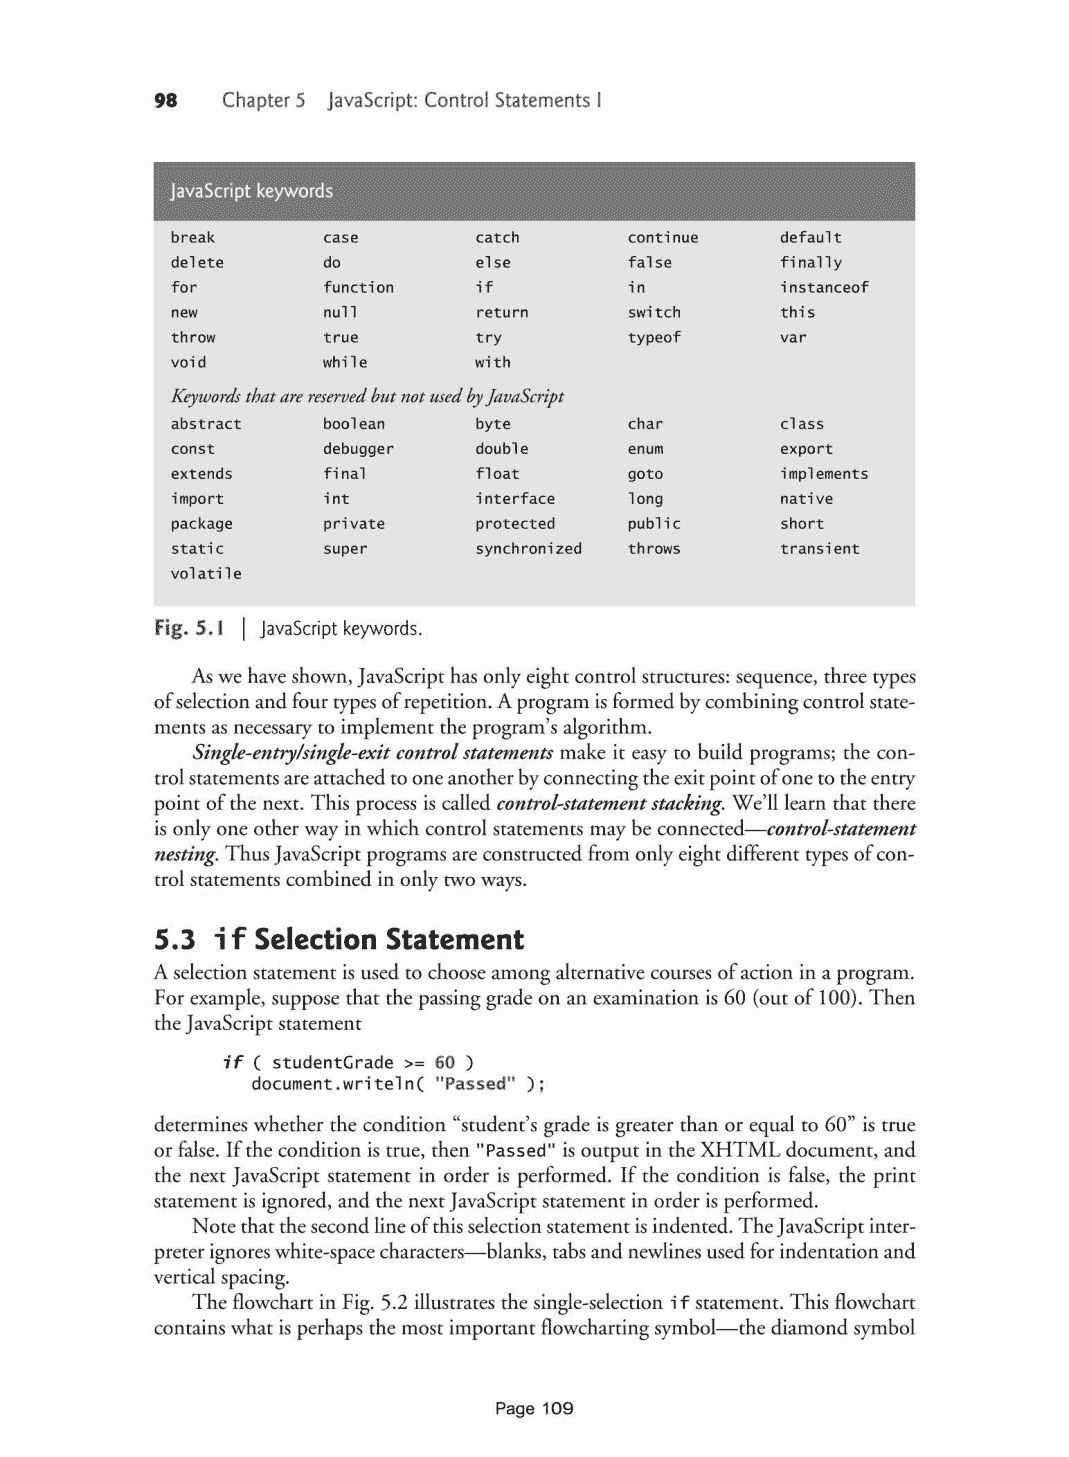 98 Chapter 5 JavaScript: Control Statements I
JavaScript keywords
break case catch continue default
delete do else false finally
for function if in instanceof
new null return switch this
throw true try typeof var
void while with
Keywords that are reserved but not used by JavaScript
abstract boolean byte char class
const debugger double enum export
extends final float goto implements
import int interface long native
package private protected public short
static super synchronized throws transient
volatile
Fig. 5.1 | JavaScript keywords.
As we have shown, JavaScript has only eight control structures: sequence, three types
of selection and four types of repetition. A program is formed by combining control state-
ments as necessary to implement the program’s algorithm.
Single-entry/single-exit control statements make it easy to build programs; the con-
trol statements are attached to one another by connecting the exit point of one to the entry
point of the next. This process is called control-statement stacking. We’ll learn that there
is only one other way in which control statements may be connected—control-statement
nesting. Thus JavaScript programs are constructed from only eight different types of con-
trol statements combined in only two ways.
5.3 if Selection Statement
A selection statement is used to choose among alternative courses of action in a program.
For example, suppose that the passing grade on an examination is 60 (out of 100). Then
the JavaScript statement
if ( studentGrade >= 60 )
document.writeln( "Passed" );
determines whether the condition “student’s grade is greater than or equal to 60” is true
or false. If the condition is true, then "Passed" is output in the XHTML document, and
the next JavaScript statement in order is performed. If the condition is false, the print
statement is ignored, and the next JavaScript statement in order is performed.
Note that the second line of this selection statement is indented. The JavaScript inter-
preter ignores white-space characters—blanks, tabs and newlines used for indentation and
vertical spacing.
The flowchart in Fig. 5.2 illustrates the single-selection if statement. This flowchart
contains what is perhaps the most important flowcharting symbol—the diamond symbol
Page 109